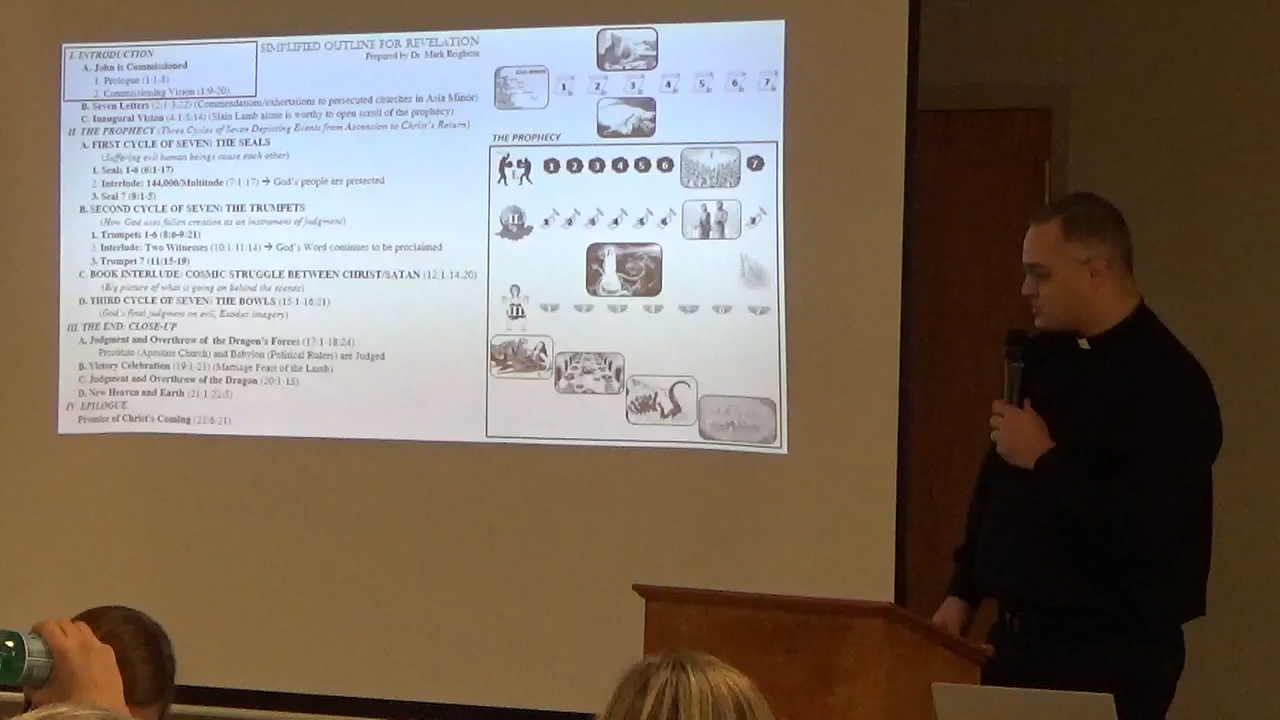 SIMPLIFIED OUTLINE FOR REVELATION
Prepared by Dr. Mark Brighton
I. INTRODUCTION
A. John is Commissioned
1. Prologue (1:1-8)
2. Commissioning Vision (1:9-20)
B. Seven Letters (2:1-3:22) (Commendations/exhortations to persecuted churches in Asia Minor)
C. Inaugural Vision (4:1-5:14) (Slain Lamb alone is worthy to open scroll of the prophecy)
II. THE PROPHECY (Three Cycles of Seven Depicting Events from Ascension to Christ's Return)
A. FIRST CYCLE OF SEVEN: THE SEALS
(Suffering evil human beings cause each other)
1. Seals 1-6 (6:1-17)
2. Interlude: 144,000/Multitude (7:1-17) → God's people are protected
3. Seal 7 (8:1-5)
B. SECOND CYCLE OF SEVEN: THE TRUMPETS
(How God uses fallen creation as an instrument of judgment)
1. Trumpets 1-6 (8:6-9:21)
2. Interlude: Two Witnesses (10:1-11:14) → God's Word continues to be proclaimed
3. Trumpet 7 (11:15-19)
C. BOOK INTERLUDE: COSMIC STRUGGLE BETWEEN CHRIST/SATAN (12:1-14:20)
(Big picture of what is going on behind the scenes)
D. THIRD CYCLE OF SEVEN: THE BOWLS (15:1-16:21)
(God's final judgment on evil, Exodus imagery)
III. THE END: CLOSE-UP
A. Judgment and Overthrow of the Dragon's Forces (17:1-18:24)
Prostitute (Apostate Church) and Babylon (Political Rulers) are Judged
B. Victory Celebration (19:1-21) (Marriage Feast of the Lamb)
C. Judgment and Overthrow of the Dragon (20:1-15)
D. New Heaven and Earth (21:1-22:5)
IV. EPILOGUE
Promise of Christ's Coming (22:6-21)
1 2 3 4 5 6 7
THE PROPHECY
I 1 2 3 4 5 6 7
II
III